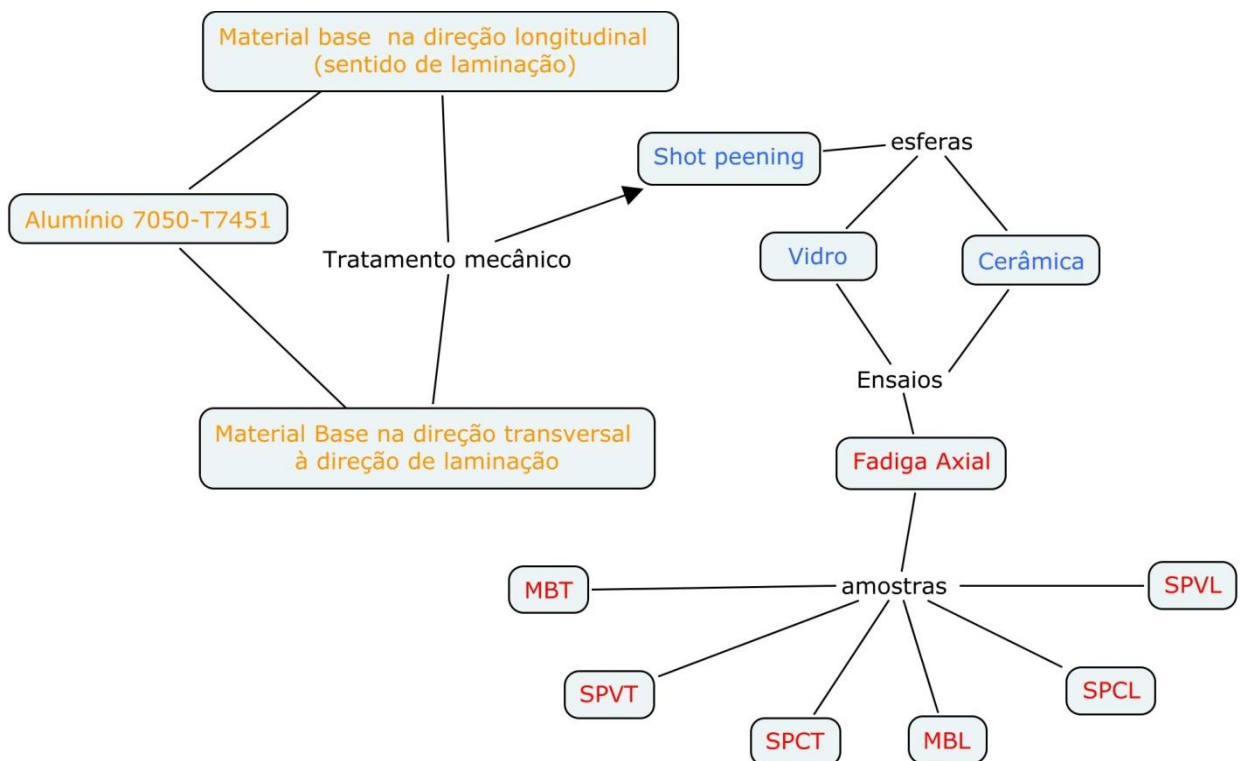 Material base na direção longitudinal
(sentido de laminação)
Shot peening
esferas
Alumínio 7050-T7451
Tratamento mecânico
Vidro
Cerâmica
Ensaios
Material Base na direção transversal
à direção de laminação
Fadiga Axial
MBT
amostras
SPVL
SPVT
SPCL
SPCT
MBL